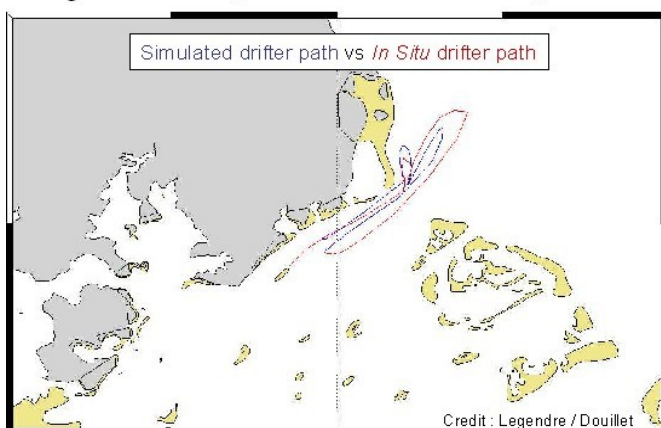 Simulated drifter path vs In Situ drifter path
Credit : Legendre / Douillet